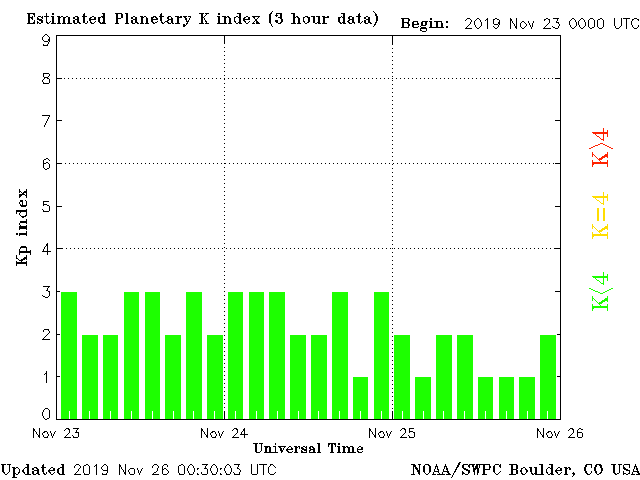 Estimated Planetary K index (3 hour data) Begin: 2019 Nov 23 0000 UTC
9
8
7
6
5
4
3
2
1
0
Kp index
K>4
K=4
K<4
Nov 23 Nov 24 Nov 25 Nov 26
Universal Time
Updated 2019 Nov 26 00:30:03 UTC NOAA/SWPC Boulder, CO USA